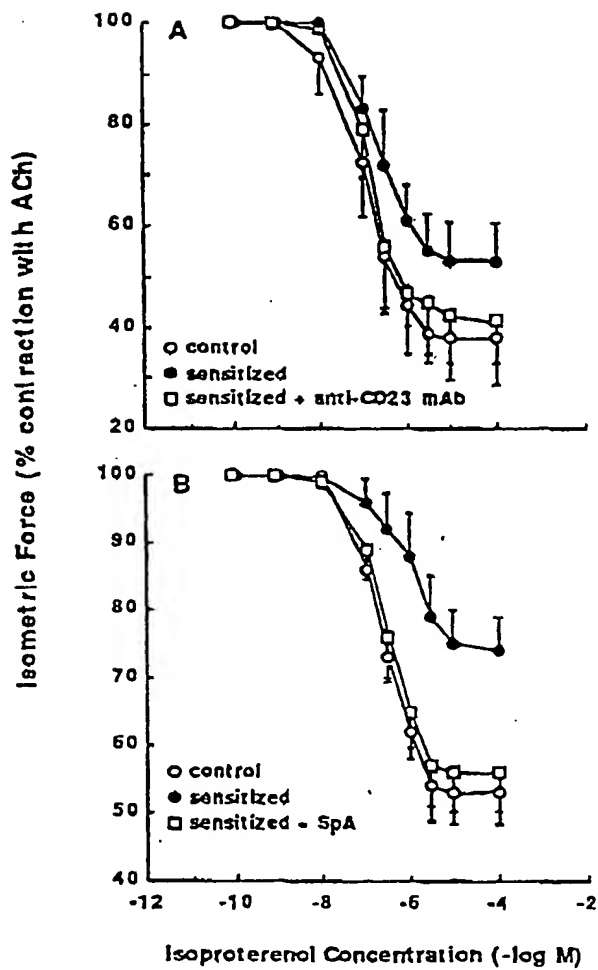 Isometric Force (% contraction with ACh)
A
100
80
60
40
20
control
sensitized
sensitized + anti-CD23 mAb
B
100
90
80
70
60
50
40
control
sensitized
sensitized - SpA
-12 -10 -8 -6 -4
Isoproterenol Concentration (-log M)